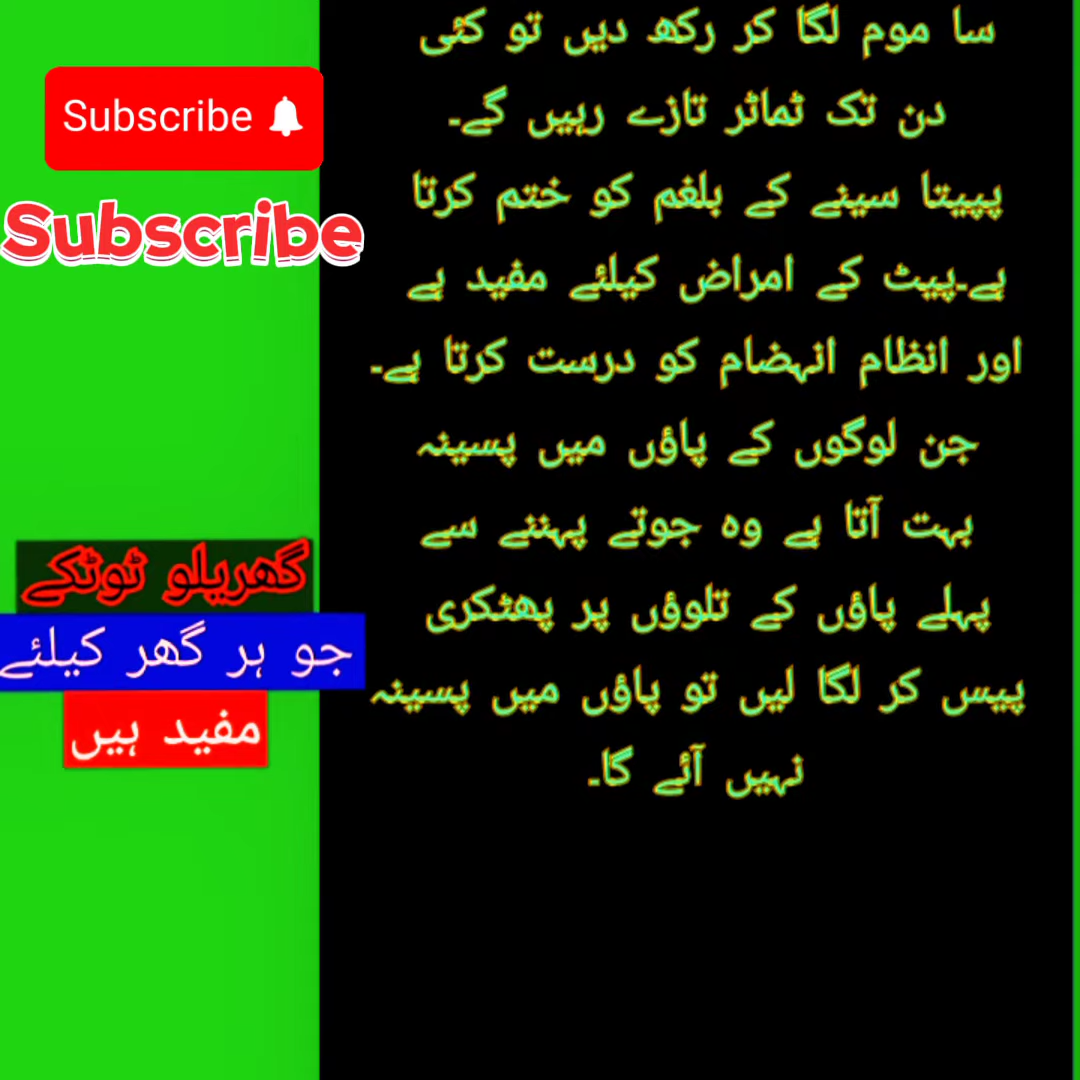 Subscribe
Subscribe
گھریلو ٹوٹکے
جو ہر گھر کیلئے
مفید ہیں
سا موم لگا کر رکھ دیں تو کئی
دن تک ٹماٹر تازے رہیں گے۔
پپیتا سینے کے بلغم کو ختم کرتا
ہے۔پیٹ کے امراض کیلئے مفید ہے
اور انظام انہضام کو درست کرتا ہے۔
جن لوگوں کے پاؤں میں پسینہ
بہت آتا ہے وہ جوتے پہننے سے
پہلے پاؤں کے تلوؤں پر پھٹکری
پیس کر لگا لیں تو پاؤں میں پسینہ
نہیں آئے گا۔